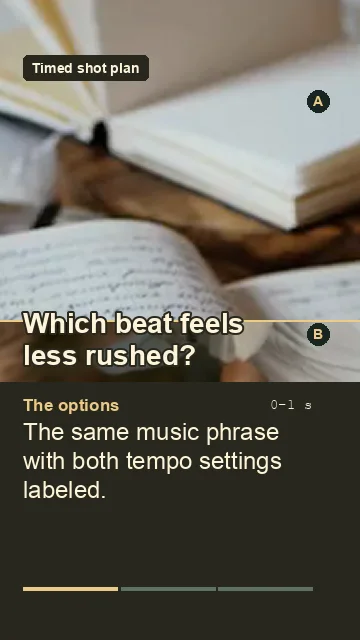 Timed shot plan
A
Which beat feels
less rushed?
B
The options
0–1 s
The same music phrase
with both tempo settings
labeled.